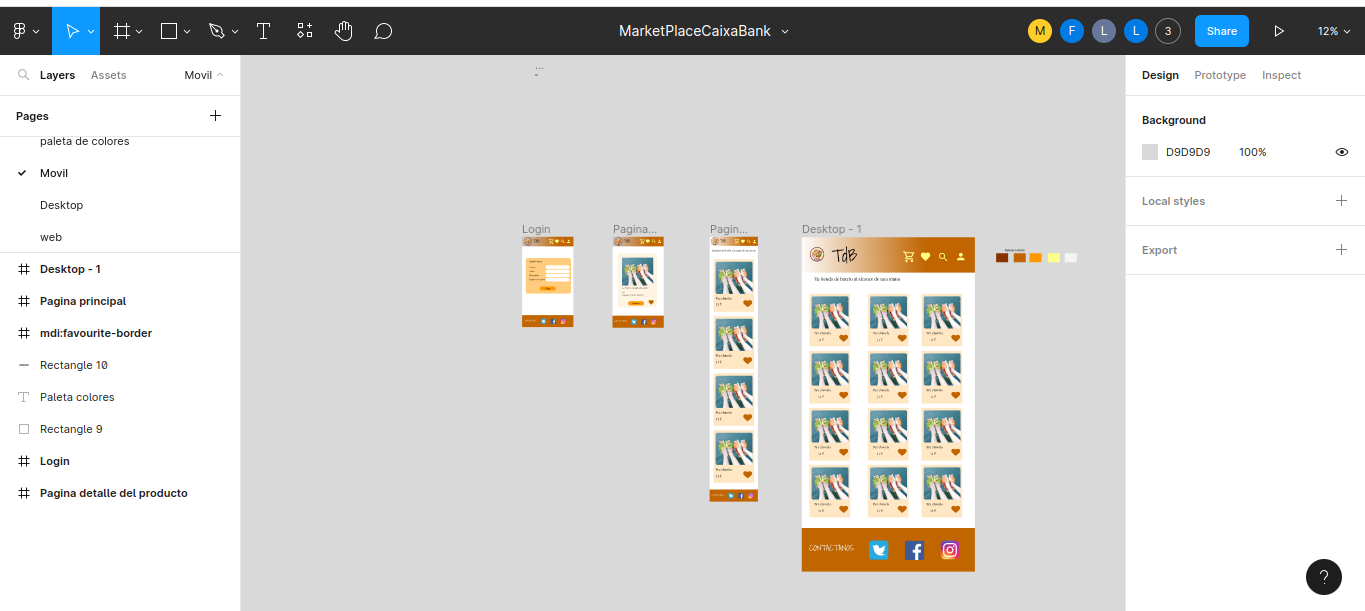 MarketPlaceCaixaBank
M F L L 3
Share
12%
Layers Assets Movil
Design Prototype Inspect
Pages
paleta de colores
Movil
Desktop
web
Background
D9D9D9 100%
Local styles
Export
Desktop - 1
Pagina principal
mdi:favourite-border
Rectangle 10
Paleta colores
Rectangle 9
Login
Pagina detalle del producto
...
Login Pagina... Pagin... Desktop - 1
TdB
Tu tienda de barrio al alcance de una mano
CONTACTANOS
?